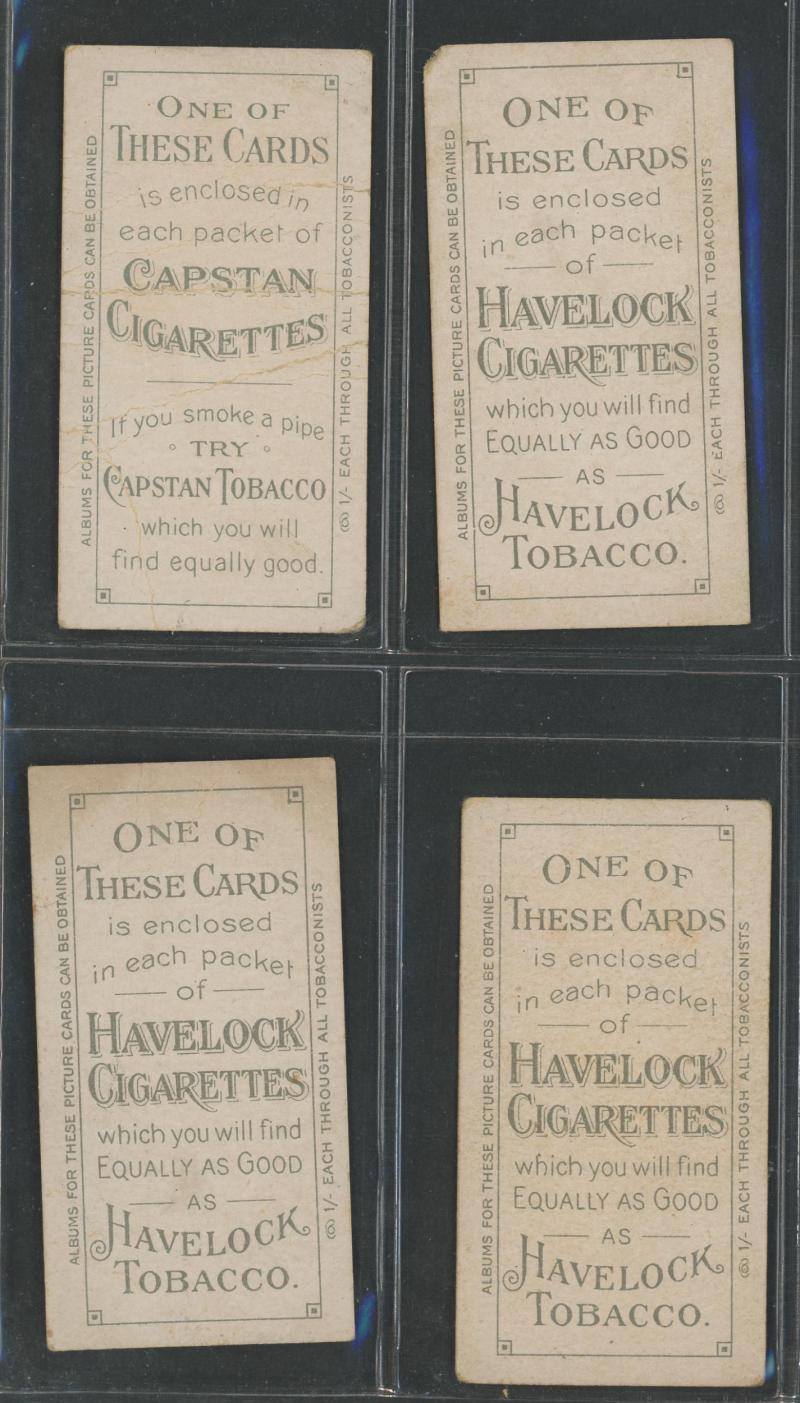 ALBUMS FOR THESE PICTURE CARDS CAN BE OBTAINED
ONE OF
THESE CARDS
is enclosed in
each packet of
CAPSTAN
CIGARETTES
If you smoke a pipe
TRY
CAPSTAN TOBACCO
which you will
find equally good.
@ 1/- EACH THROUGH ALL TOBACCONISTS
ALBUMS FOR THESE PICTURE CARDS CAN BE OBTAINED
ONE OF
THESE CARDS
is enclosed
in each packet
of
HAVELOCK
CIGARETTES
which you will find
EQUALLY AS GOOD
AS
HAVELOCK
TOBACCO.
@ 1/- EACH THROUGH ALL TOBACCONISTS
ALBUMS FOR THESE PICTURE CARDS CAN BE OBTAINED
ONE OF
THESE CARDS
is enclosed
in each packet
of
HAVELOCK
CIGARETTES
which you will find
EQUALLY AS GOOD
AS
HAVELOCK
TOBACCO.
@ 1/- EACH THROUGH ALL TOBACCONISTS
ALBUMS FOR THESE PICTURE CARDS CAN BE OBTAINED
ONE OF
THESE CARDS
is enclosed
in each packet
of
HAVELOCK
CIGARETTES
which you will find
EQUALLY AS GOOD
AS
HAVELOCK
TOBACCO.
@ 1/- EACH THROUGH ALL TOBACCONISTS